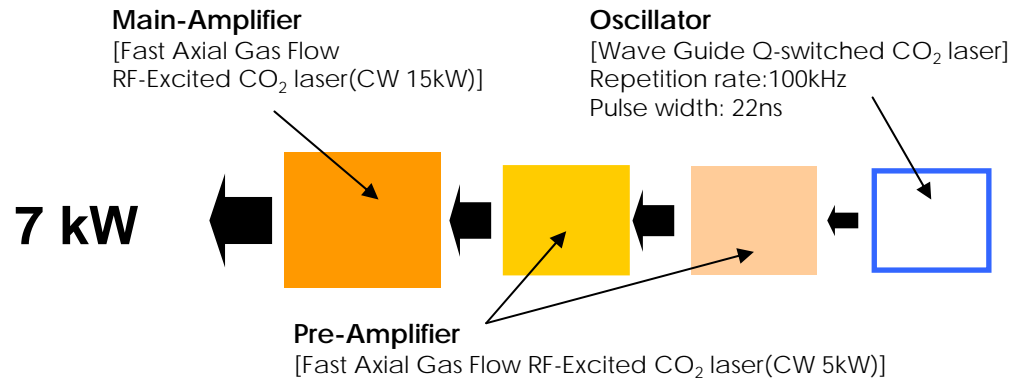 Main-Amplifier
[Fast Axial Gas Flow
RF-Excited CO₂ laser(CW 15kW)]
Oscillator
[Wave Guide Q-switched CO₂ laser]
Repetition rate:100kHz
Pulse width: 22ns
7 kW
Pre-Amplifier
[Fast Axial Gas Flow RF-Excited CO₂ laser(CW 5kW)]